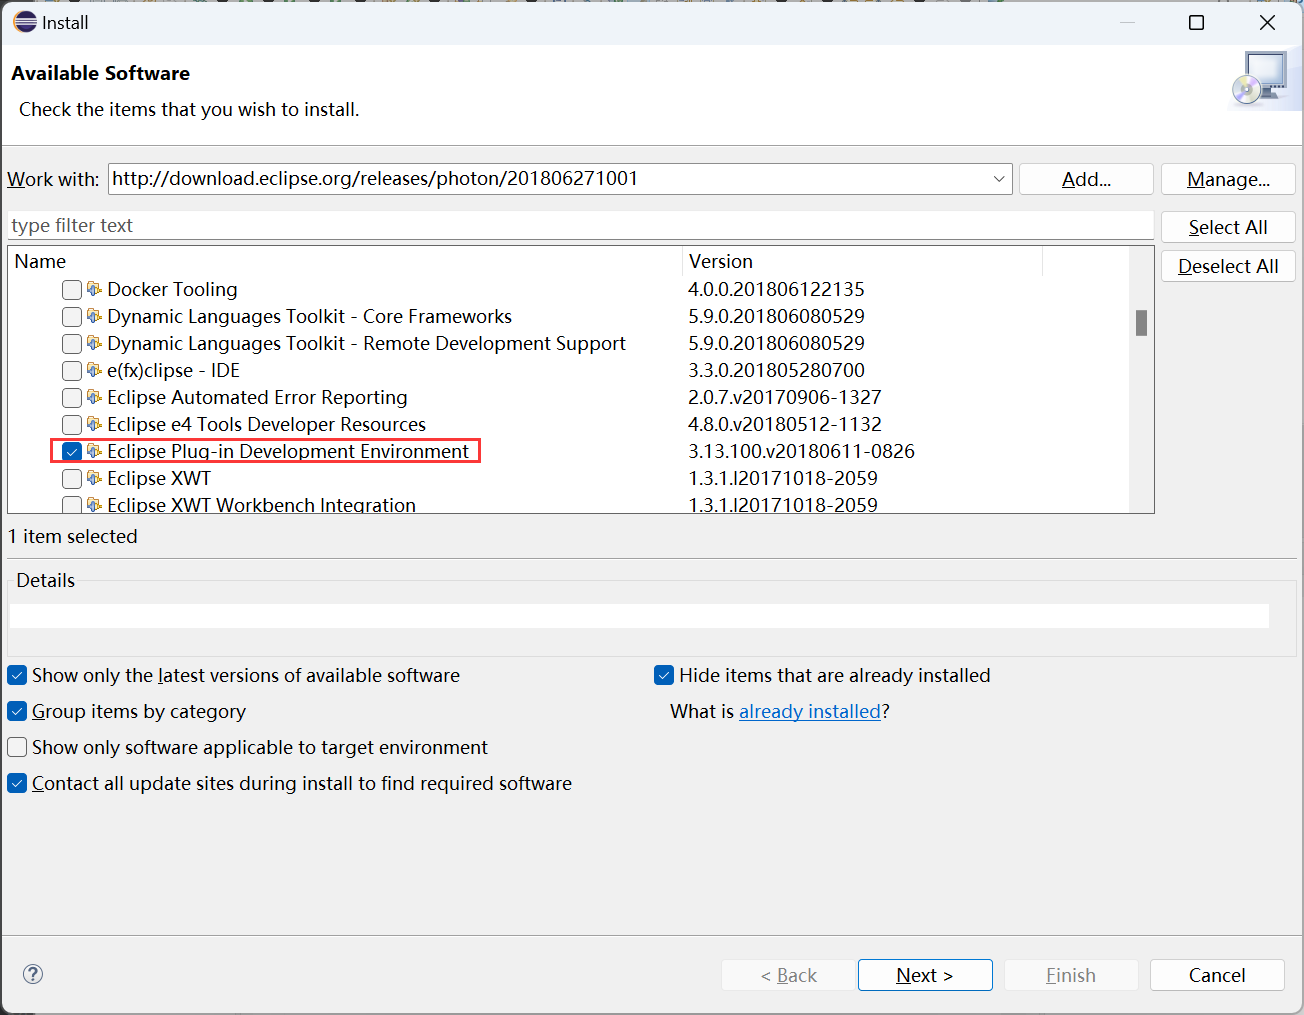 Install
Available Software
Check the items that you wish to install.
Work with: http://download.eclipse.org/releases/photon/201806271001 Add... Manage...
type filter text Select All
Deselect All
Name Version
Docker Tooling 4.0.0.201806122135
Dynamic Languages Toolkit - Core Frameworks 5.9.0.201806080529
Dynamic Languages Toolkit - Remote Development Support 5.9.0.201806080529
e(fx)clipse - IDE 3.3.0.201805280700
Eclipse Automated Error Reporting 2.0.7.v20170906-1327
Eclipse e4 Tools Developer Resources 4.8.0.v20180512-1132
Eclipse Plug-in Development Environment 3.13.100.v20180611-0826
Eclipse XWT 1.3.1.I20171018-2059
Eclipse XWT Workbench Integration 1.3.1.I20171018-2059
1 item selected
Details
Show only the latest versions of available software Hide items that are already installed
Group items by category What is already installed?
Show only software applicable to target environment
Contact all update sites during install to find required software
? < Back Next > Finish Cancel